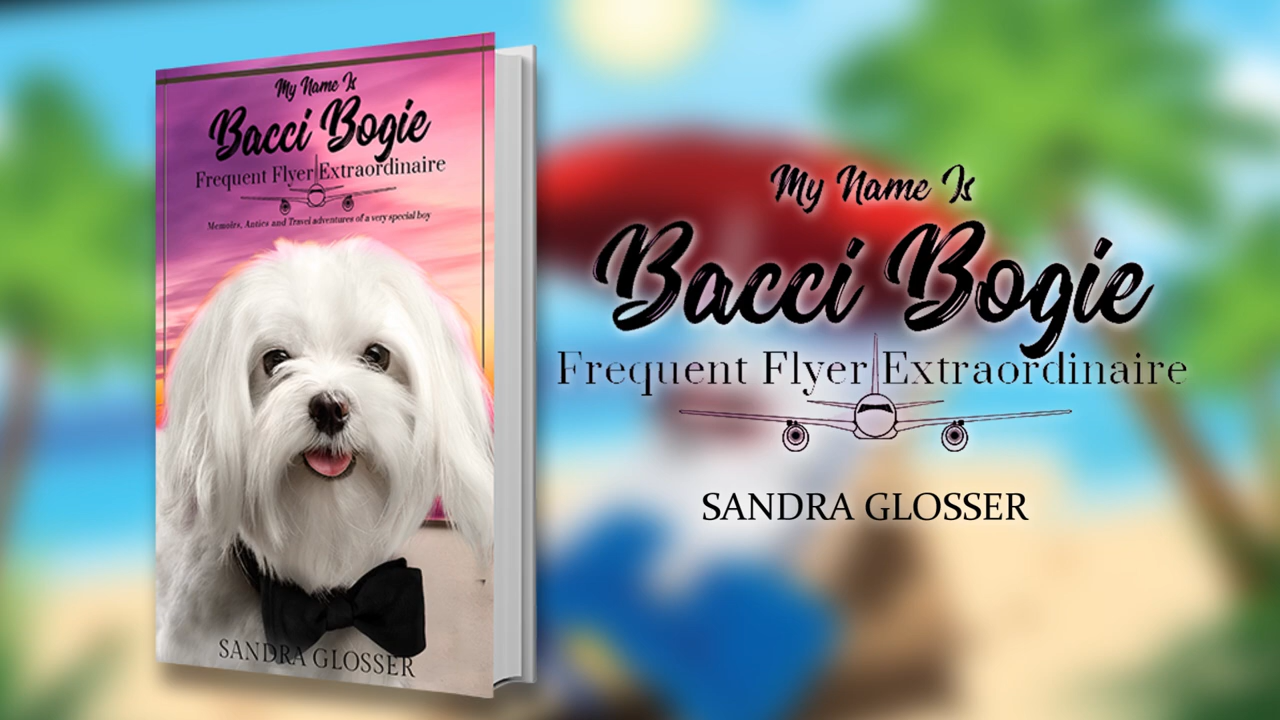 My Name Is
Bacci Bogie
Frequent Flyer Extraordinaire
Memoirs, Antics and Travel adventures of a very special boy
SANDRA GLOSSER
My Name Is
Bacci Bogie
Frequent Flyer Extraordinaire
SANDRA GLOSSER